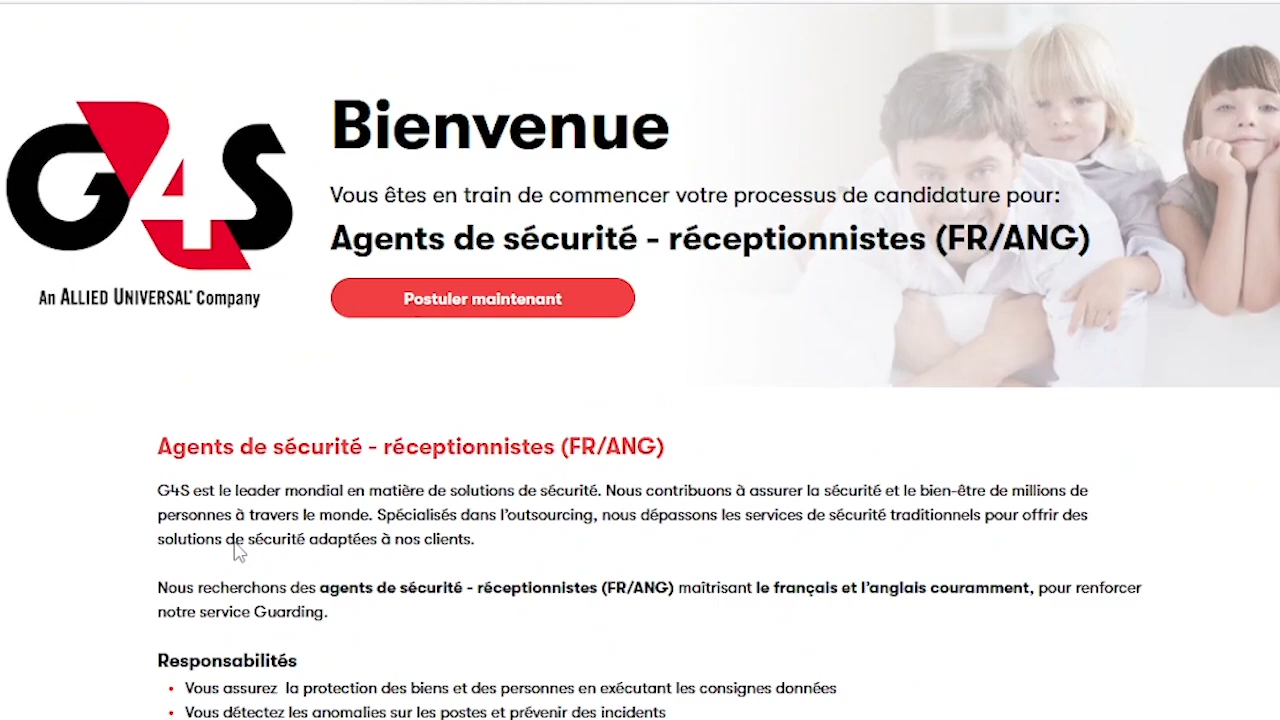 G4S
An ALLIED UNIVERSAL® Company
Bienvenue
Vous êtes en train de commencer votre processus de candidature pour:
Agents de sécurité - réceptionnistes (FR/ANG)
Postuler maintenant
Agents de sécurité - réceptionnistes (FR/ANG)
G4S est le leader mondial en matière de solutions de sécurité. Nous contribuons à assurer la sécurité et le bien-être de millions de
personnes à travers le monde. Spécialisés dans l'outsourcing, nous dépassons les services de sécurité traditionnels pour offrir des
solutions de sécurité adaptées à nos clients.
Nous recherchons des agents de sécurité - réceptionnistes (FR/ANG) maîtrisant le français et l'anglais couramment, pour renforcer
notre service Guarding.
Responsabilités
• Vous assurez la protection des biens et des personnes en exécutant les consignes données
• Vous détectez les anomalies sur les postes et prévenir des incidents